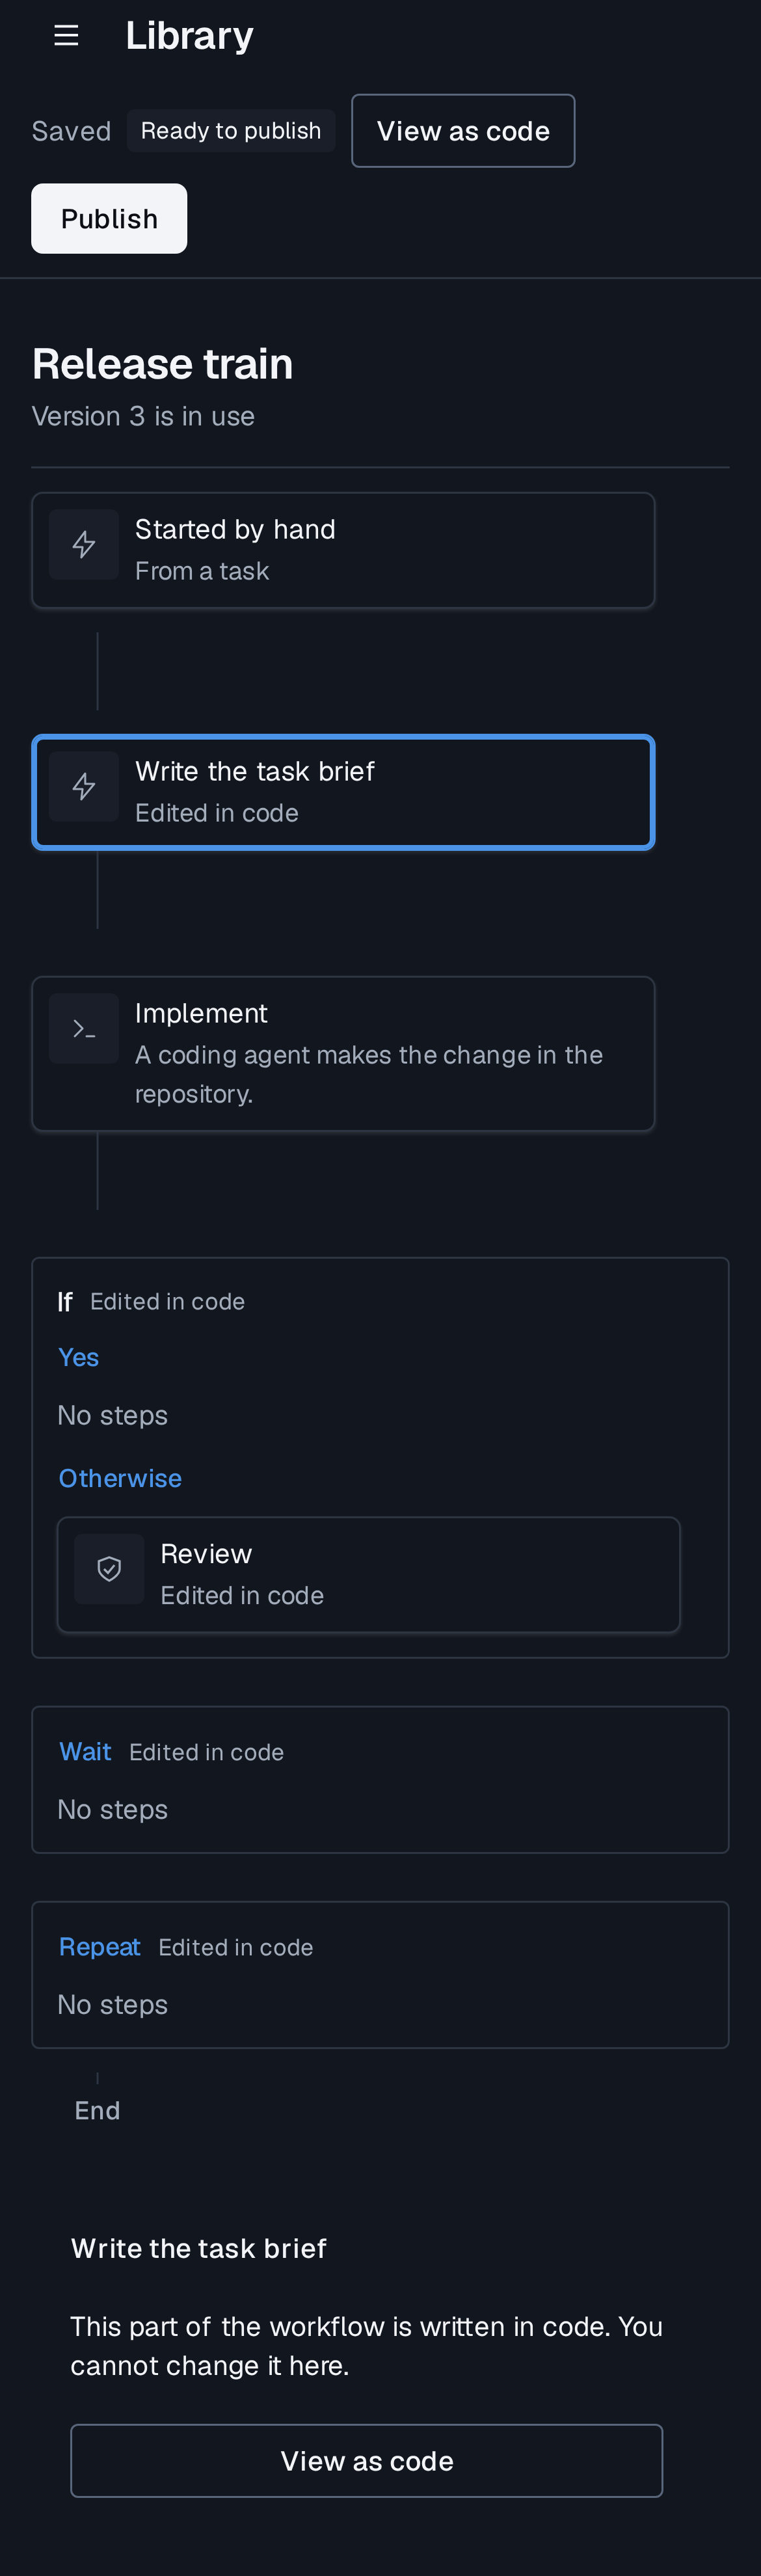 Library
Saved
Ready to publish
View as code
Publish
Release train
Version 3 is in use
Started by hand
From a task
Write the task brief
Edited in code
Implement
A coding agent makes the change in the
repository.
If Edited in code
Yes
No steps
Otherwise
Review
Edited in code
Wait Edited in code
No steps
Repeat Edited in code
No steps
End
Write the task brief
This part of the workflow is written in code. You
cannot change it here.
View as code